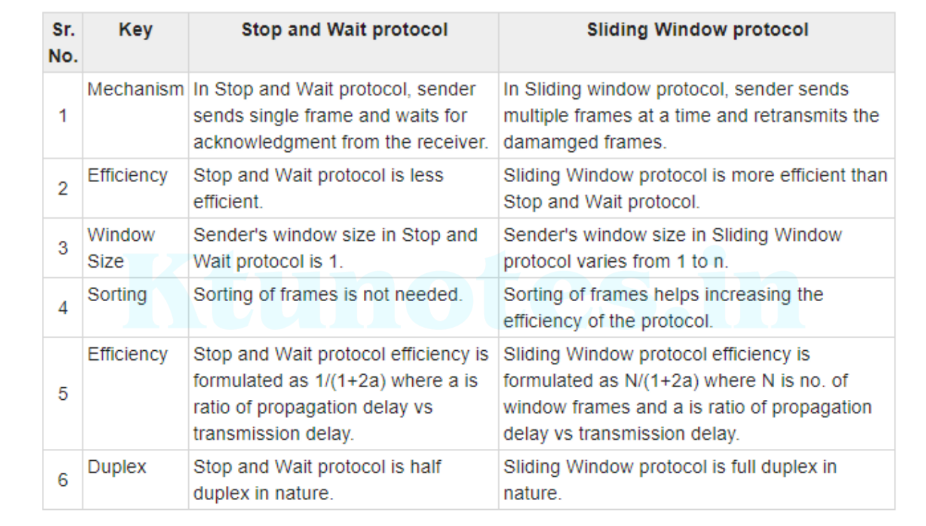 Sr. No. Key Stop and Wait protocol Sliding Window protocol
1 Mechanism In Stop and Wait protocol, sender In Sliding window protocol, sender sends
sends single frame and waits for multiple frames at a time and retransmits the
acknowledgment from the receiver. damamged frames.
2 Efficiency Stop and Wait protocol is less Sliding Window protocol is more efficient than
efficient. Stop and Wait protocol.
3 Window Sender's window size in Stop and Sender's window size in Sliding Window
Size Wait protocol is 1. protocol varies from 1 to n.
4 Sorting Sorting of frames is not needed. Sorting of frames helps increasing the
efficiency of the protocol.
Ktunotes.in
5 Efficiency Stop and Wait protocol efficiency is Sliding Window protocol efficiency is
formulated as 1/(1+2a) where a is formulated as N/(1+2a) where N is no. of
ratio of propagation delay vs window frames and a is ratio of propagation
transmission delay. delay vs transmission delay.
6 Duplex Stop and Wait protocol is half Sliding Window protocol is full duplex in
duplex in nature. nature.